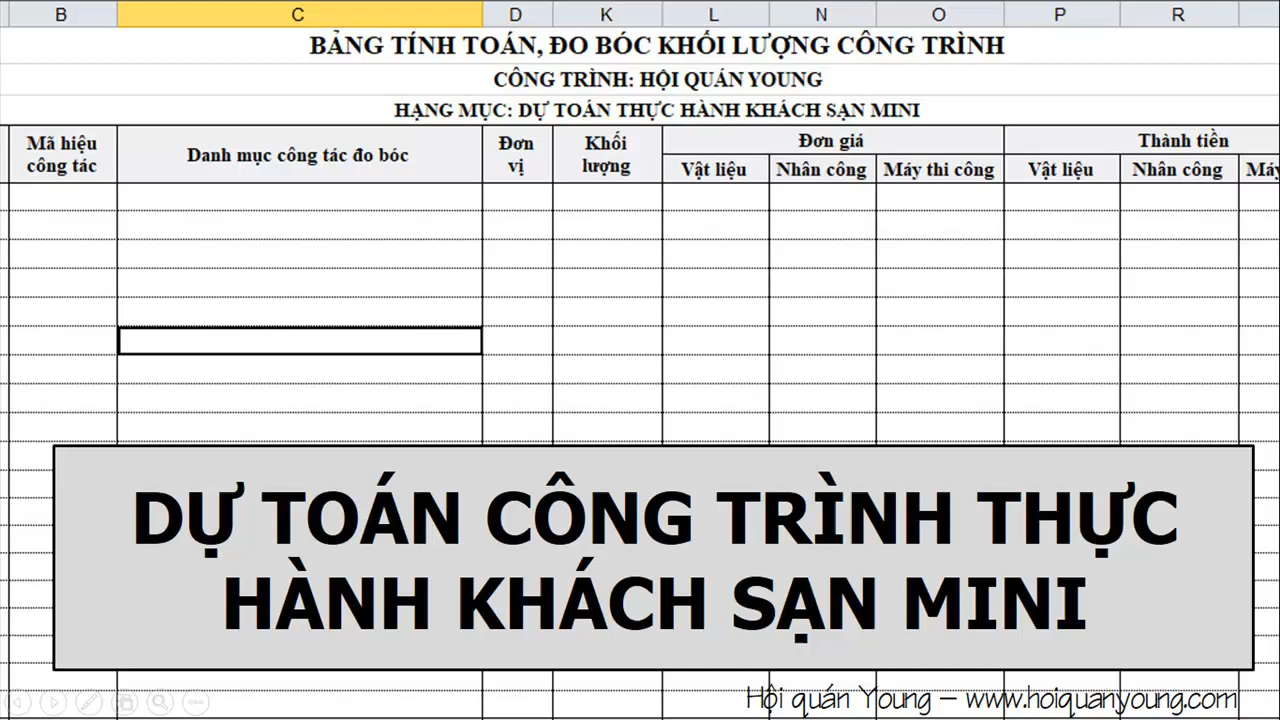 B C D K L N O P R
BẢNG TÍNH TOÁN, ĐO BÓC KHỐI LƯỢNG CÔNG TRÌNH
CÔNG TRÌNH: HỘI QUÁN YOUNG
HẠNG MỤC: DỰ TOÁN THỰC HÀNH KHÁCH SẠN MINI
Mã hiệu
công tác
Danh mục công tác đo bóc
Đơn
vị
Khối
lượng
Đơn giá
Vật liệu Nhân công Máy thi công
Thành tiền
Vật liệu Nhân công
DỰ TOÁN CÔNG TRÌNH THỰC
HÀNH KHÁCH SẠN MINI
Hội quán Young – www.hoiquanyoung.com